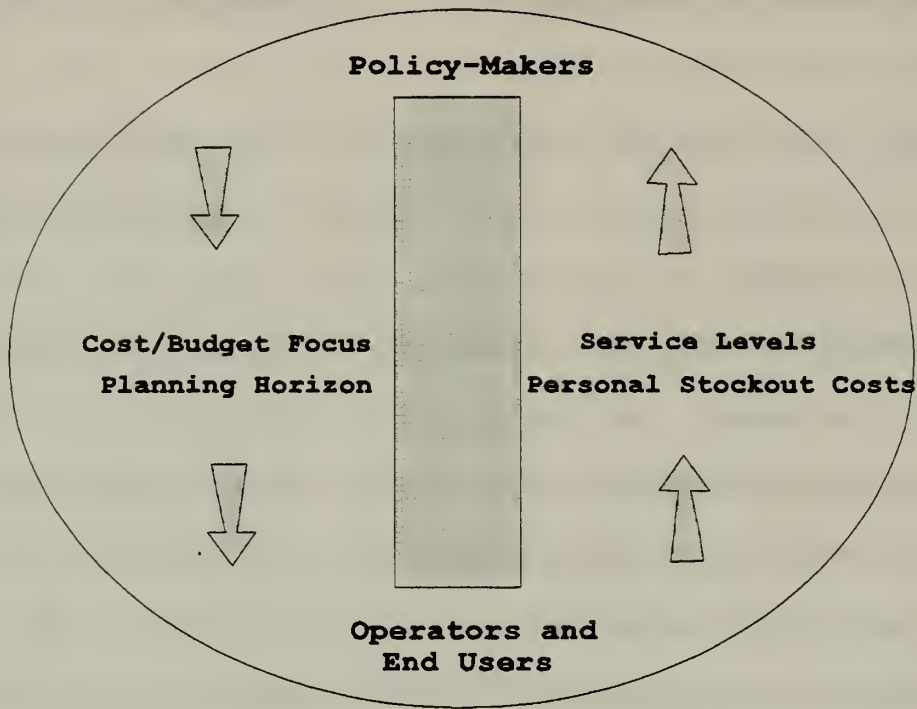 Policy-Makers
Cost/Budget Focus
Planning Horizon
Service Levels
Personal Stockout Costs
Operators and
End Users